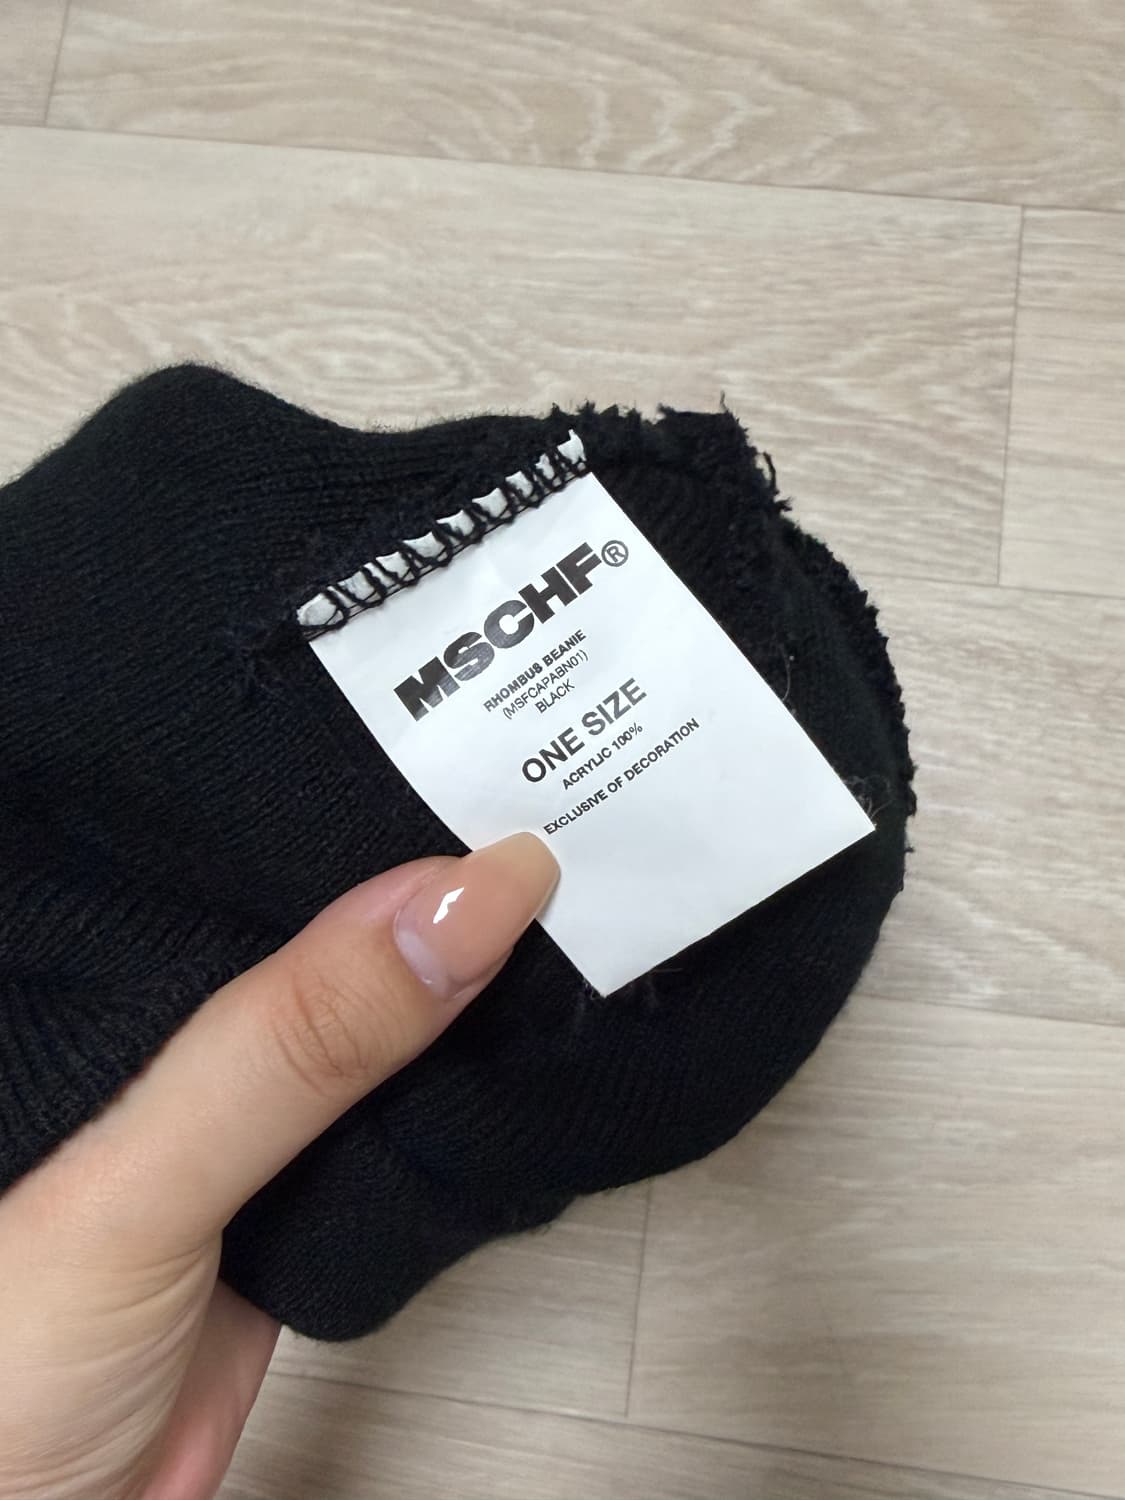 MSCHF®
RHOMBUS BEANIE
(MSFCAPABN01)
BLACK
ONE SIZE
ACRYLIC 100%
EXCLUSIVE OF DECORATION